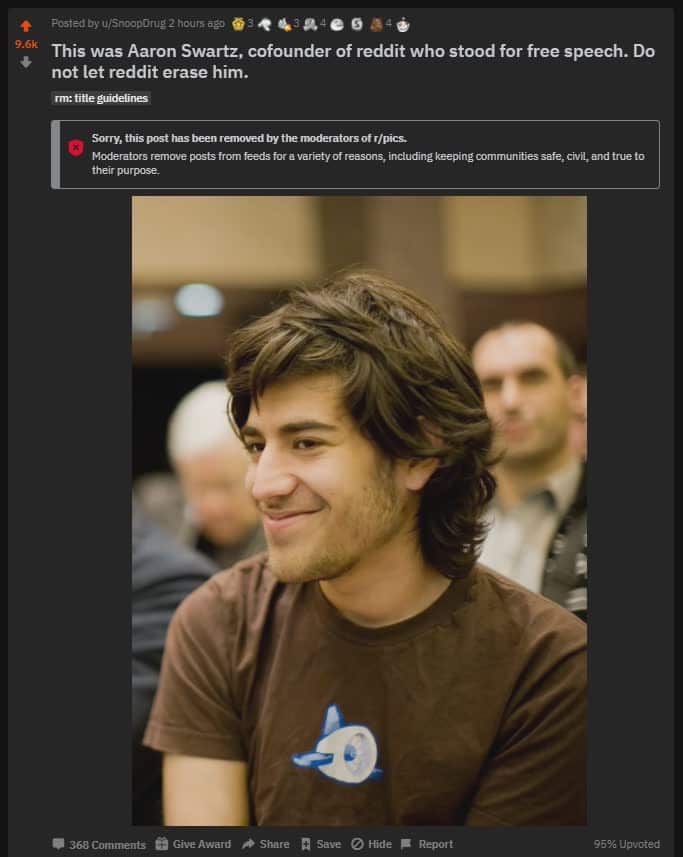 Posted by u/SnoopDrug 2 hours ago 3 3 4 4
9.6k
This was Aaron Swartz, cofounder of reddit who stood for free speech. Do
not let reddit erase him.
rm: title guidelines
Sorry, this post has been removed by the moderators of r/pics.
Moderators remove posts from feeds for a variety of reasons, including keeping communities safe, civil, and true to
their purpose.
368 Comments Give Award Share Save Hide Report 95% Upvoted